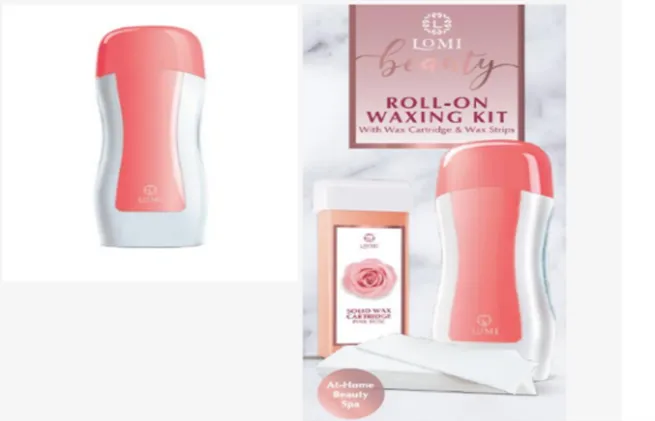 LOMI
LOMI
beauty
ROLL-ON
WAXING KIT
With Wax Cartridge & Wax Strips
LOMI
SOLID WAX
CARTRIDGE
PINK ROSE
LOMI
At-Home
Beauty
Spa